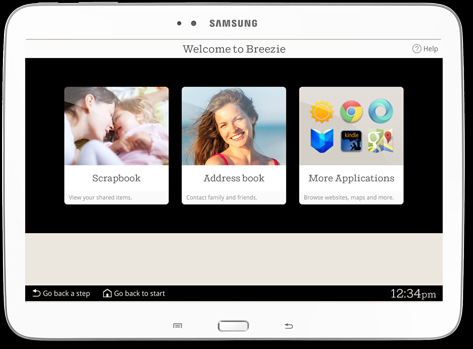 SAMSUNG
Welcome to Breezie
Help
Scrapbook
Address book
More Applications
View your shared items.
Contact family and friends.
Browse websites, maps and more.
kindle
Go back a step
Go back to start
12:34pm